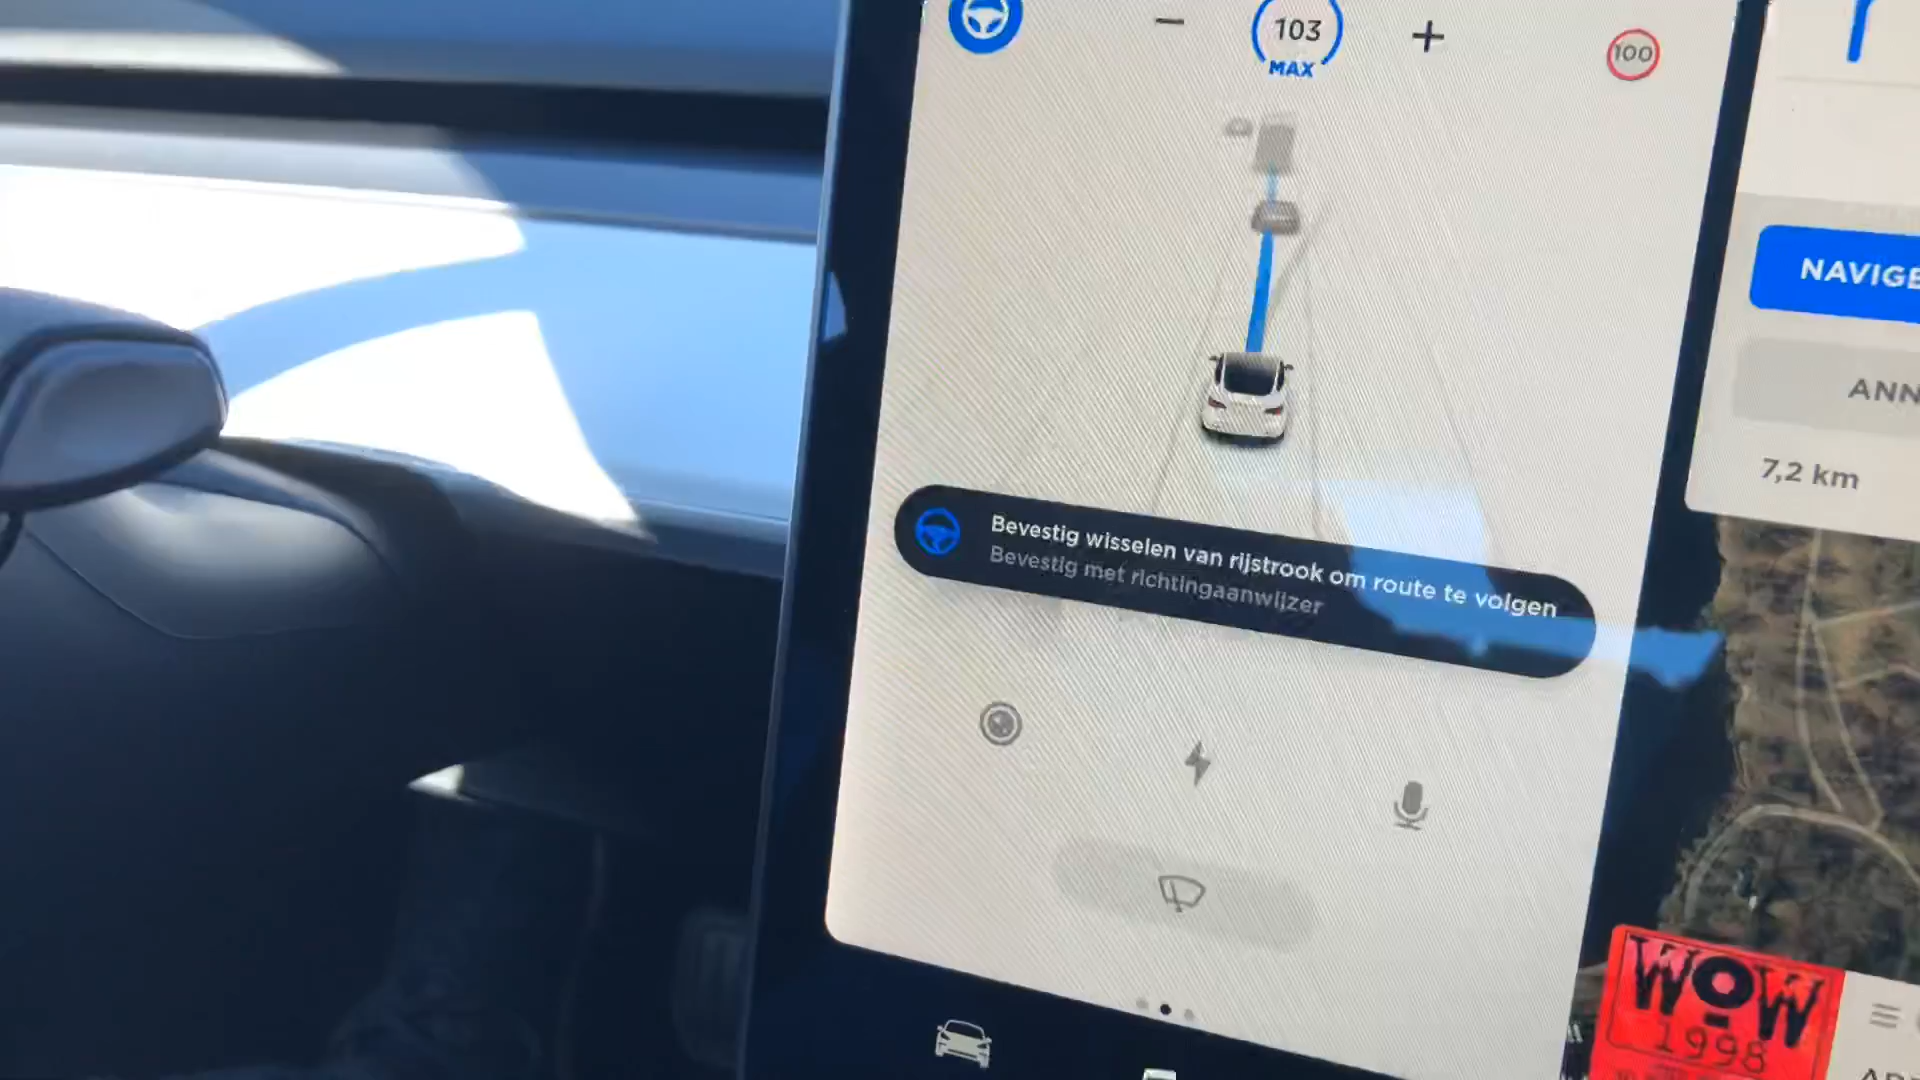 103
MAX
100
NAVIGE
ANN
7,2 km
Bevestig wisselen van rijstrook om route te volgen
Bevestig met richtingaanwijzer
WOW
1998